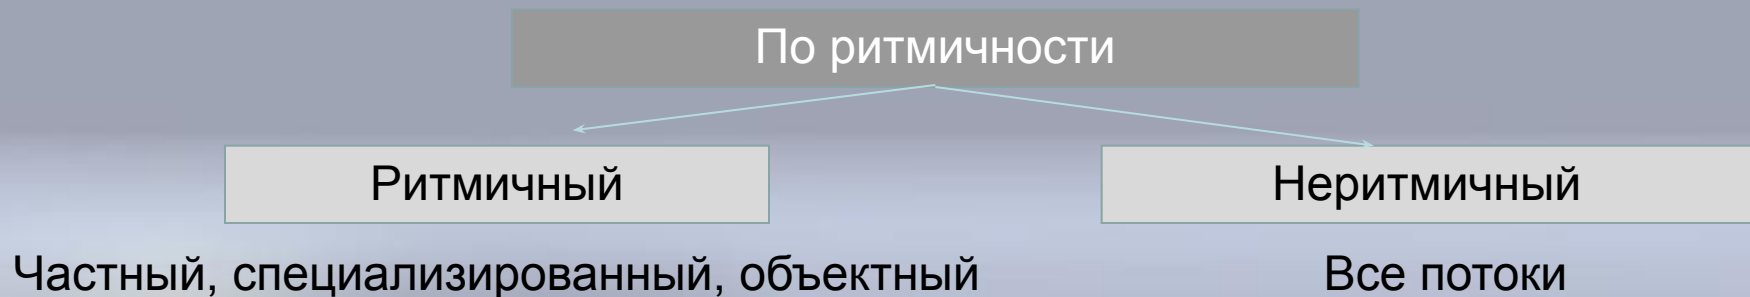 По ритмичности
Ритмичный
Неритмичный
Частный, специализированный, объектный
Все потоки